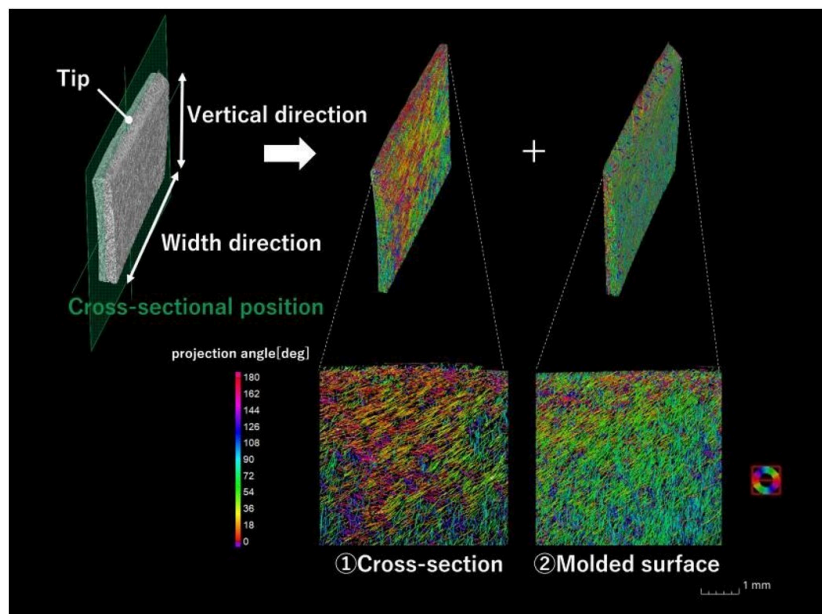 Tip
Vertical direction
+
Width direction
Cross-sectional position
projection angle[deg]
180
162
144
126
108
90
72
54
36
18
0
①Cross-section
②Molded surface
1 mm